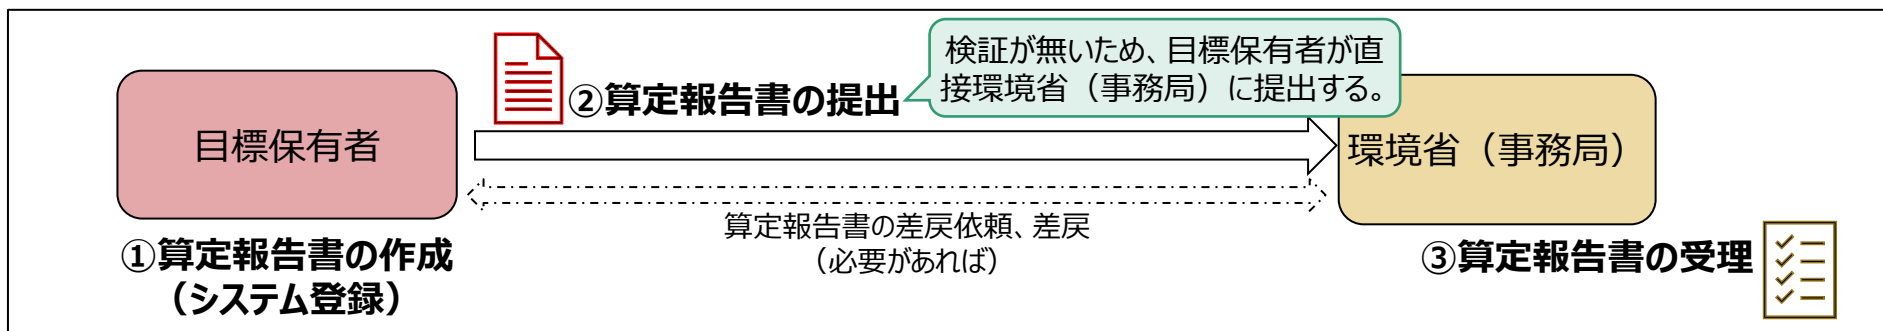 検証が無いため、目標保有者が直
接環境省（事務局）に提出する。
②算定報告書の提出
目標保有者
環境省（事務局）
算定報告書の差戻依頼、差戻
（必要があれば）
①算定報告書の作成
（システム登録）
③算定報告書の受理